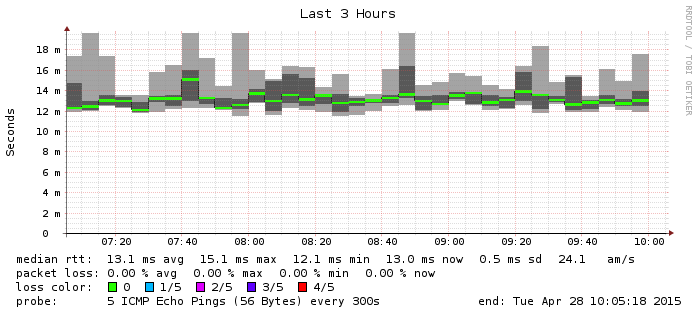 Last 3 Hours
RRDTOOL / TOBI OETIKER
Seconds
18 m
16 m
14 m
12 m
10 m
8 m
6 m
4 m
2 m
0
07:20 07:40 08:00 08:20 08:40 09:00 09:20 09:40 10:00
median rtt: 13.1 ms avg 15.1 ms max 12.1 ms min 13.0 ms now 0.5 ms sd 24.1 am/s
packet loss: 0.00 % avg 0.00 % max 0.00 % min 0.00 % now
loss color: 0 1/5 2/5 3/5 4/5
probe: 5 ICMP Echo Pings (56 Bytes) every 300s end: Tue Apr 28 10:05:18 2015